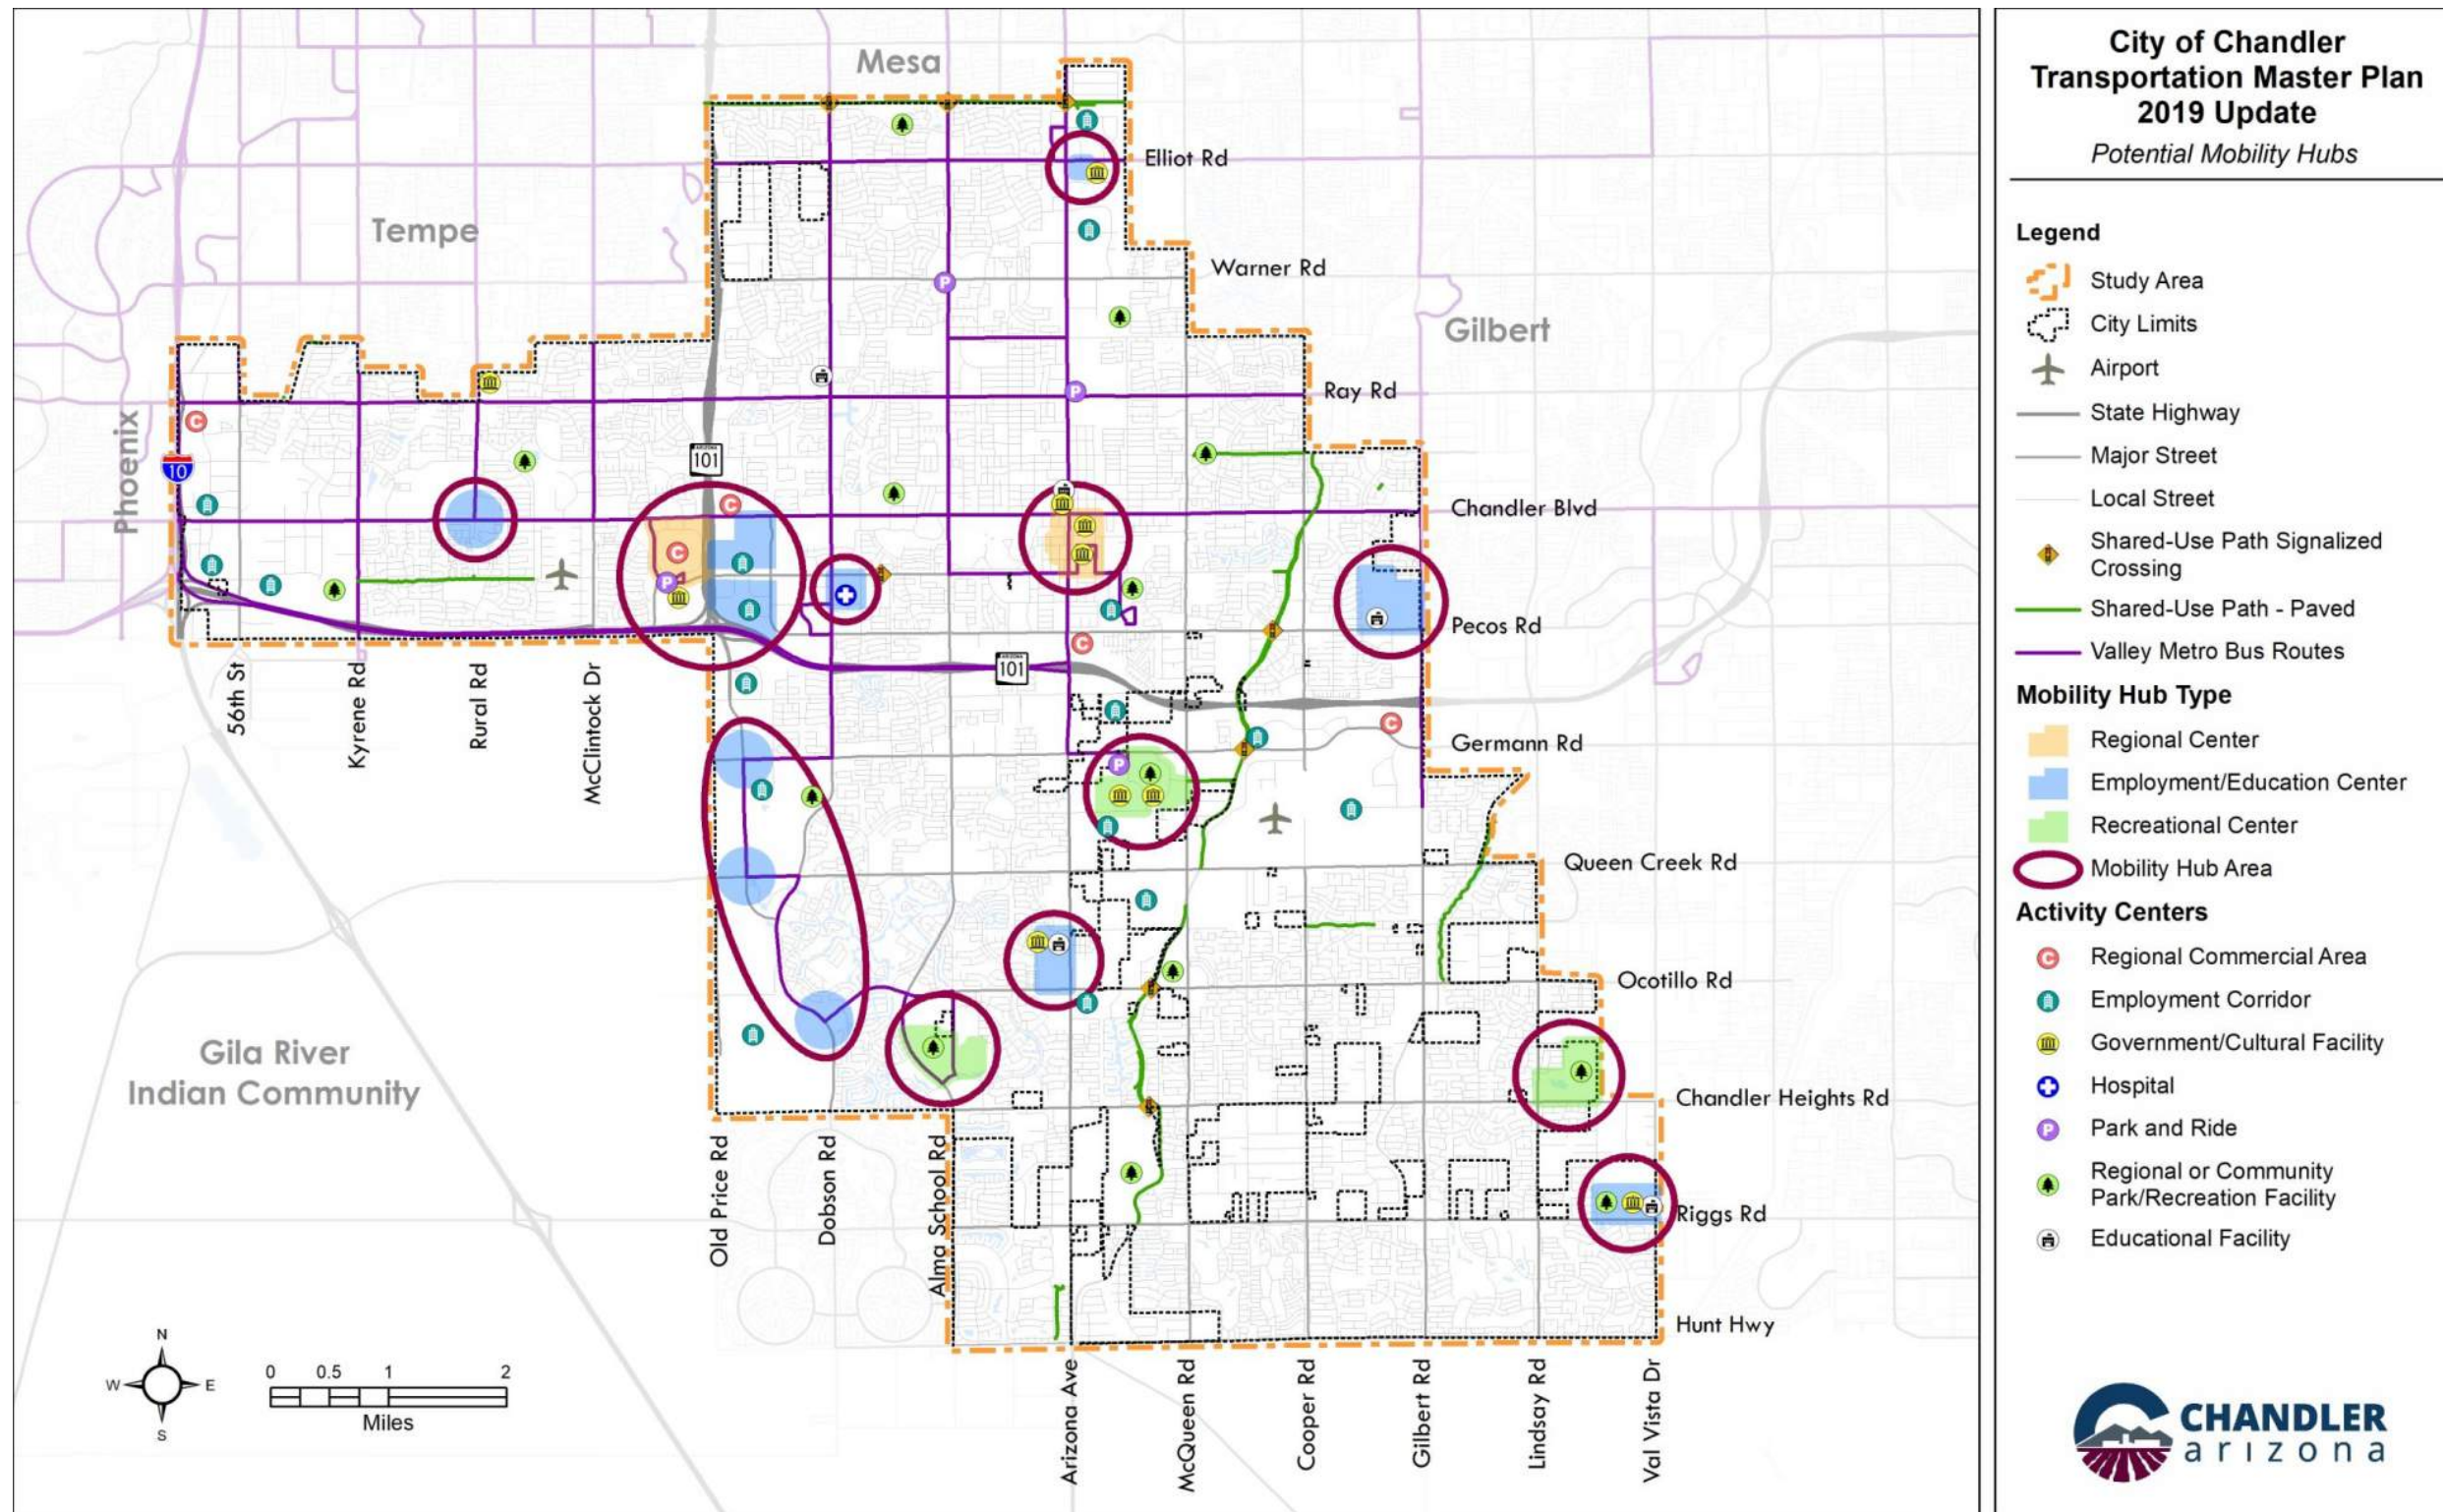 Mesa
Tempe
Gilbert
Phoenix
Gila River
Indian Community
Elliot Rd
Warner Rd
Ray Rd
Chandler Blvd
Pecos Rd
Germann Rd
Queen Creek Rd
Ocotillo Rd
Chandler Heights Rd
Riggs Rd
Hunt Hwy
10
ARIZONA
101
ARIZONA
101
C
C
C
C
C
P
P
P
P
56th St
Kyrene Rd
Rural Rd
McClintock Dr
Old Price Rd
Dobson Rd
Alma School Rd
Arizona Ave
McQueen Rd
Cooper Rd
Gilbert Rd
Lindsay Rd
Val Vista Dr
N
W
E
S
0 0.5 1 2
Miles
City of Chandler
Transportation Master Plan
2019 Update
Potential Mobility Hubs
Legend
Study Area
City Limits
Airport
State Highway
Major Street
Local Street
Shared-Use Path Signalized
Crossing
Shared-Use Path - Paved
Valley Metro Bus Routes
Mobility Hub Type
Regional Center
Employment/Education Center
Recreational Center
Mobility Hub Area
Activity Centers
C Regional Commercial Area
Employment Corridor
Government/Cultural Facility
Hospital
P Park and Ride
Regional or Community
Park/Recreation Facility
Educational Facility
CHANDLER
arizona